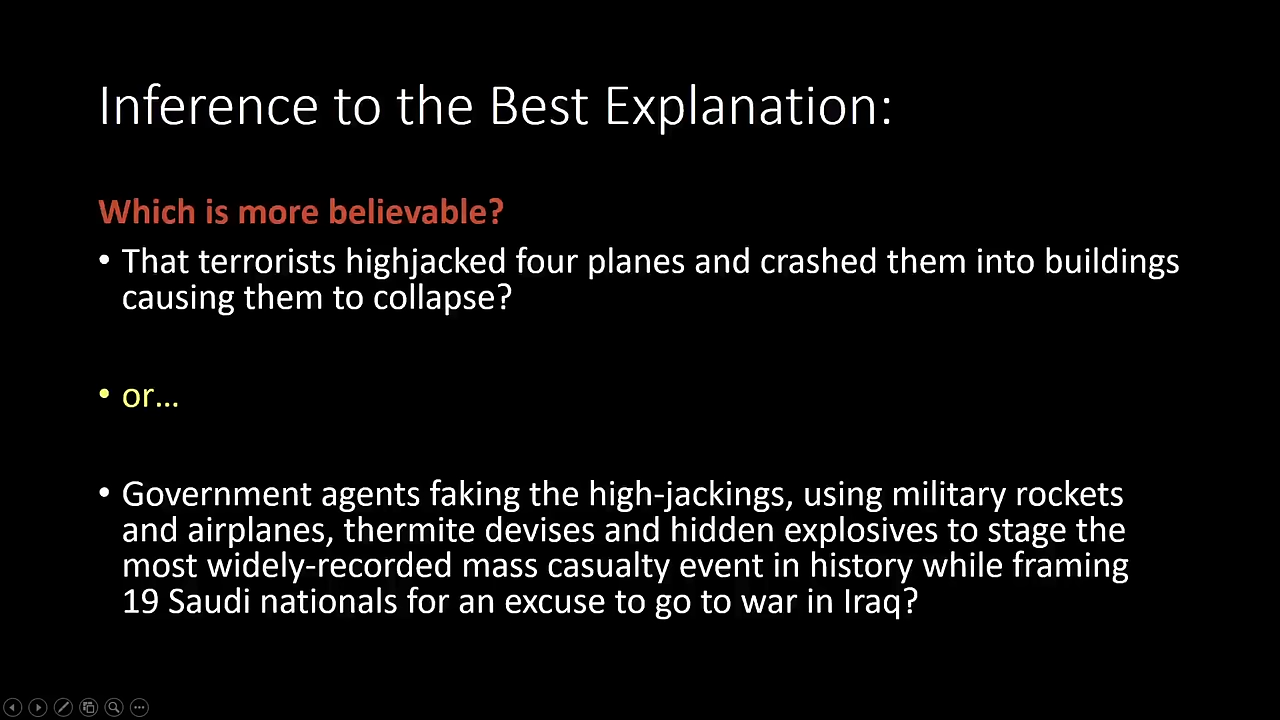 Inference to the Best Explanation:
Which is more believable?
• That terrorists highjacked four planes and crashed them into buildings
causing them to collapse?
• or…
• Government agents faking the high-jackings, using military rockets
and airplanes, thermite devises and hidden explosives to stage the
most widely-recorded mass casualty event in history while framing
19 Saudi nationals for an excuse to go to war in Iraq?